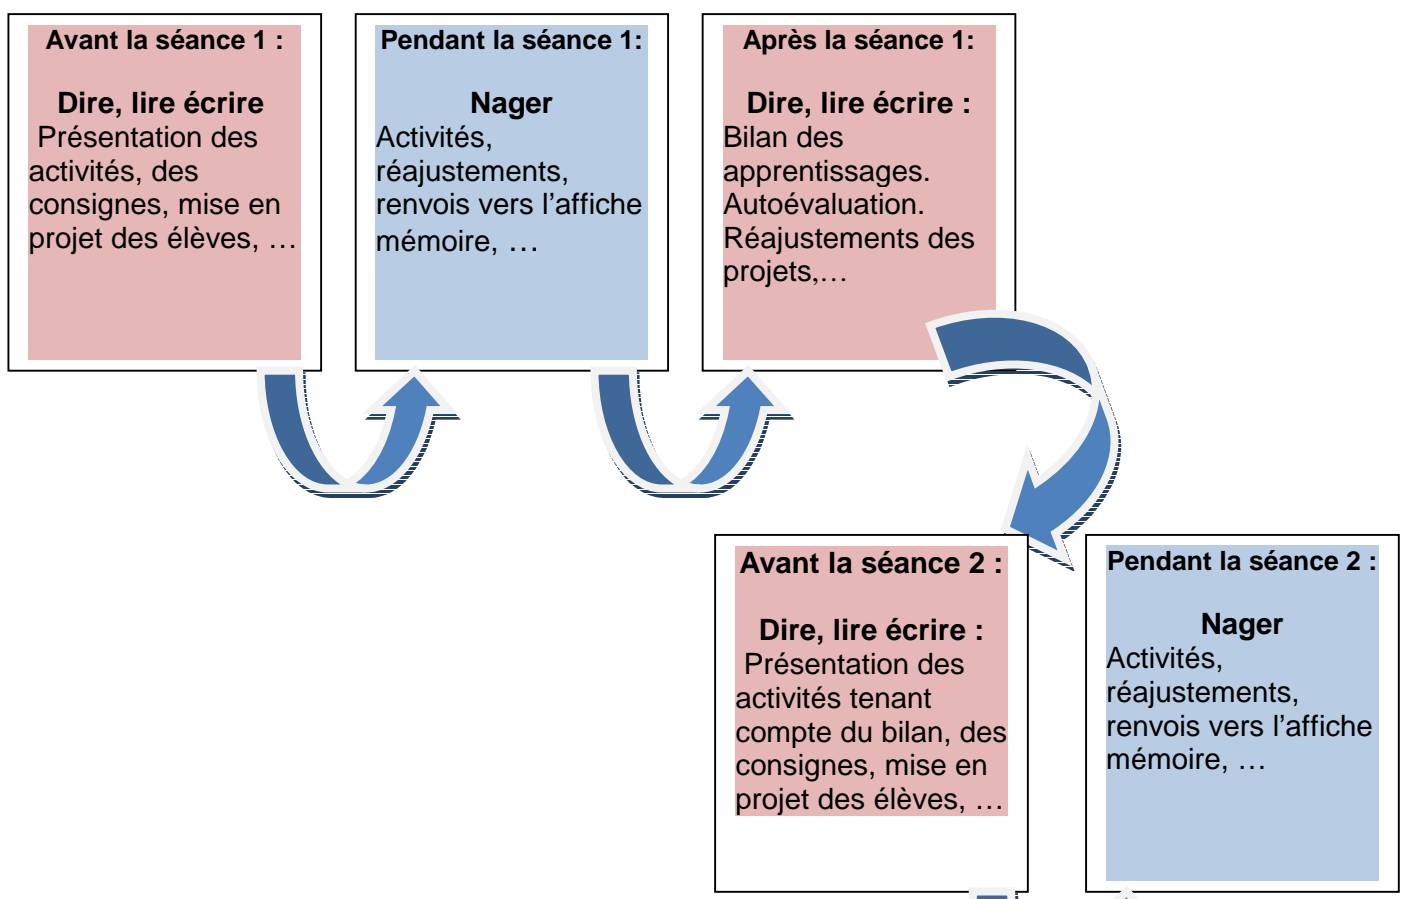 Avant la séance 1 :
Dire, lire écrire
Présentation des
activités, des
consignes, mise en
projet des élèves, …
Pendant la séance 1:
Nager
Activités,
réajustements,
renvois vers l’affiche
mémoire, …
Après la séance 1:
Dire, lire écrire :
Bilan des
apprentissages.
Autoévaluation.
Réajustements des
projets,…
Avant la séance 2 :
Dire, lire écrire :
Présentation des
activités tenant
compte du bilan, des
consignes, mise en
projet des élèves, …
Pendant la séance 2 :
Nager
Activités,
réajustements,
renvois vers l’affiche
mémoire, …